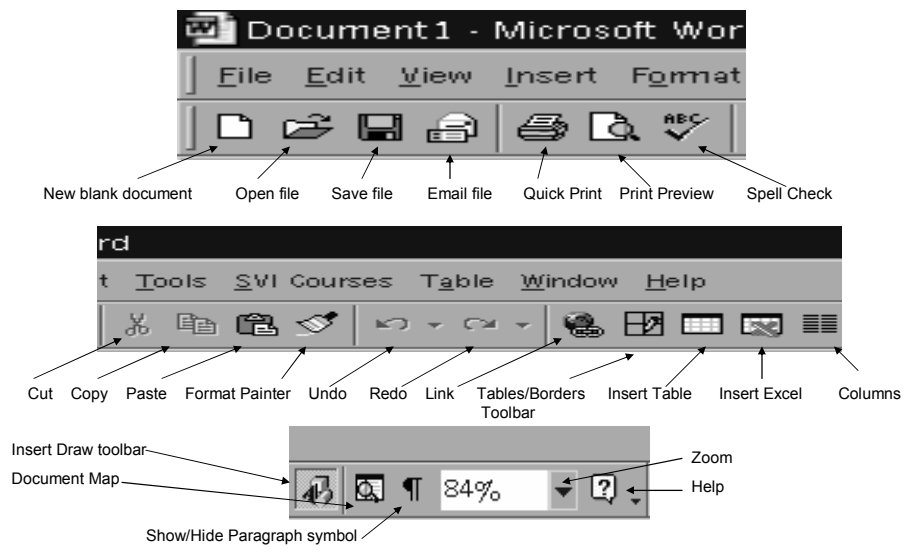 Document1 - Microsoft Wor
File Edit View Insert Format
ABC
New blank document Open file Save file Email file Quick Print Print Preview Spell Check
rd
t Tools SVI Courses Table Window Help
Cut Copy Paste Format Painter Undo Redo Link Tables/Borders Toolbar Insert Table Insert Excel Columns
Insert Draw toolbar
Zoom
Document Map
¶ 84% ?
Help
Show/Hide Paragraph symbol